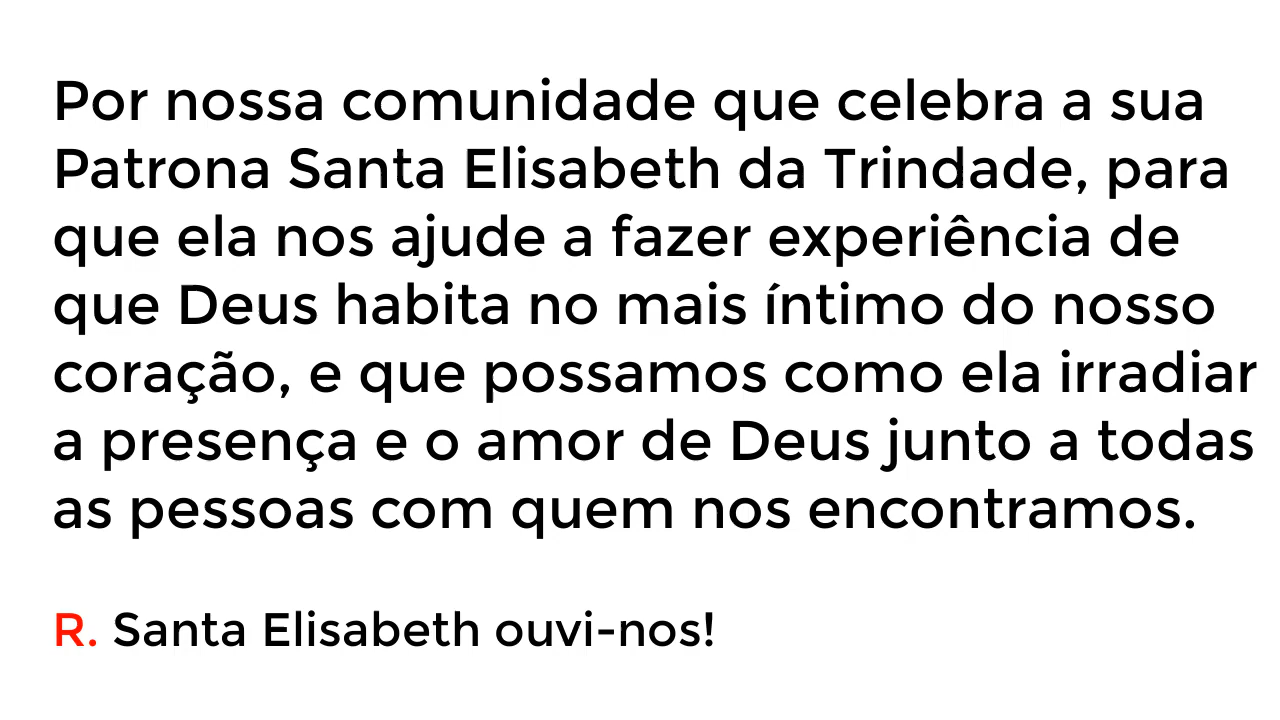 Por nossa comunidade que celebra a sua
Patrona Santa Elisabeth da Trindade, para
que ela nos ajude a fazer experiência de
que Deus habita no mais íntimo do nosso
coração, e que possamos como ela irradiar
a presença e o amor de Deus junto a todas
as pessoas com quem nos encontramos.
R. Santa Elisabeth ouvi-nos!